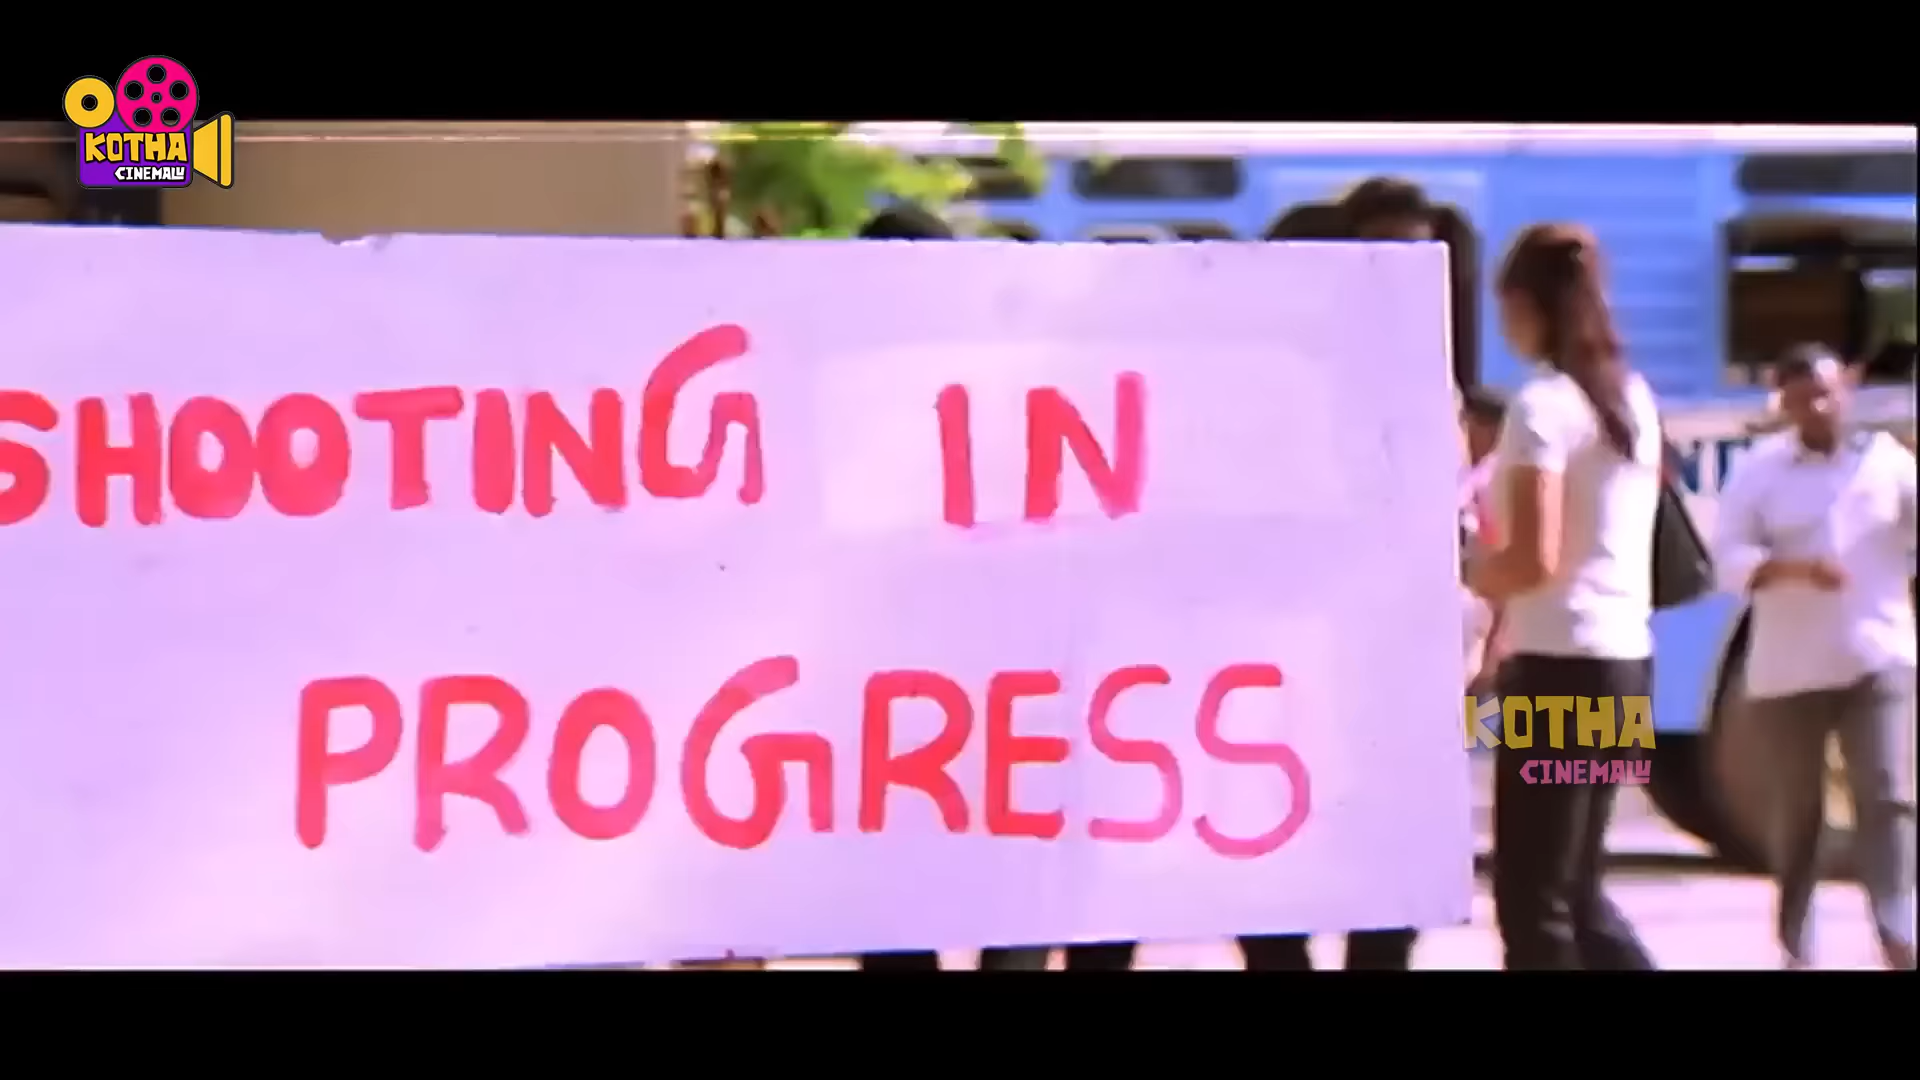 KOTHA
CINEMALU
SHOOTING IN
PROGRESS
KOTHA
CINEMALU